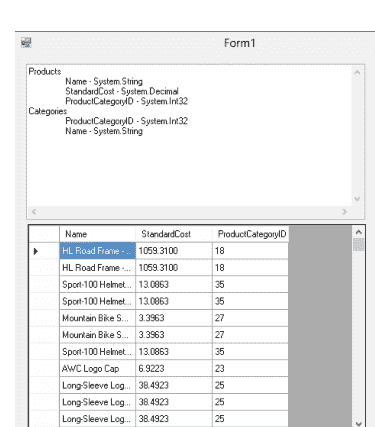 Form1
Products
Name - System.String
StandardCost - System.Decimal
ProductCategoryID - System.Int32
Categories
ProductCategoryID - System.Int32
Name - System.String
Name StandardCost ProductCategoryID
HL Road Frame -... 1059.3100 18
HL Road Frame -... 1059.3100 18
Sport-100 Helmet... 13.0863 35
Sport-100 Helmet... 13.0863 35
Mountain Bike S... 3.3963 27
Mountain Bike S... 3.3963 27
Sport-100 Helmet... 13.0863 35
AWC Logo Cap 6.9223 23
Long-Sleeve Log... 38.4923 25
Long-Sleeve Log... 38.4923 25
Long-Sleeve Log... 38.4923 25